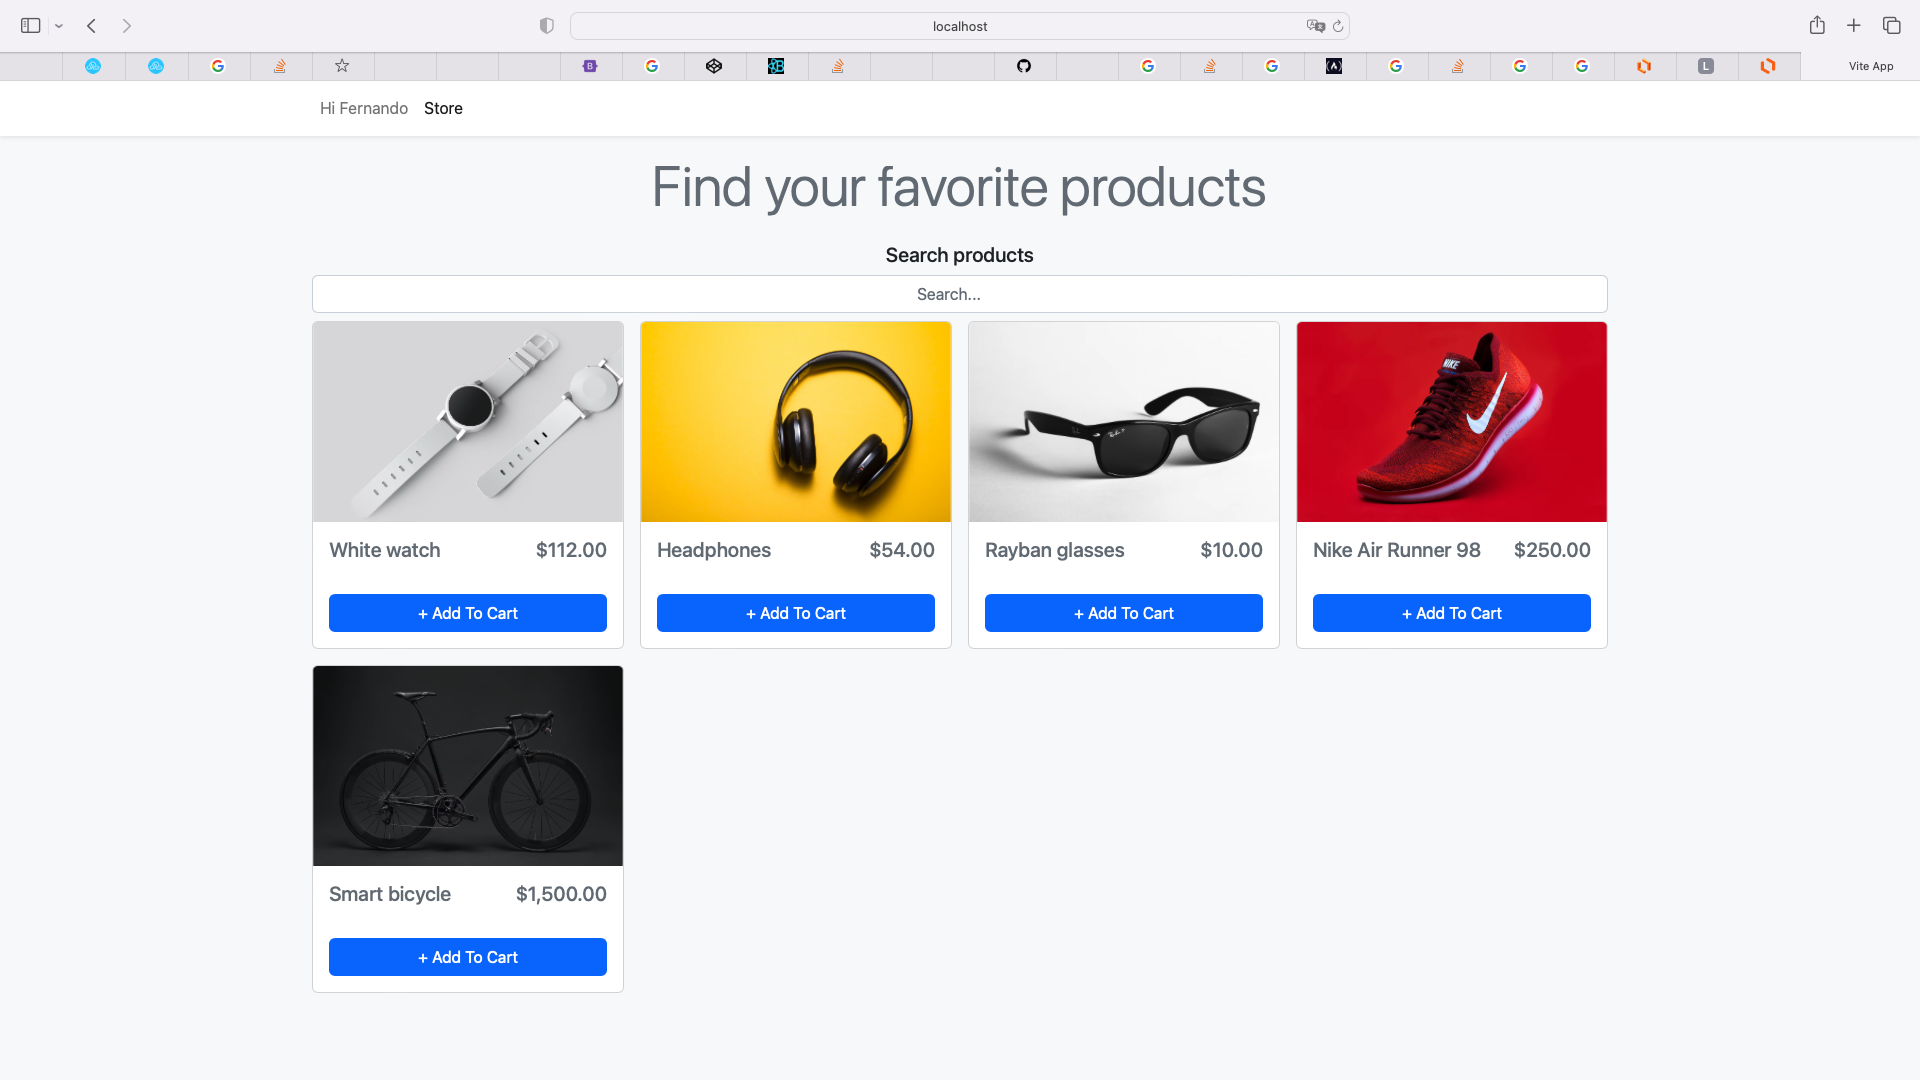 localhost
Vite App
Hi Fernando Store
Find your favorite products
Search products
Search...
NIKE
White watch $112.00
Headphones $54.00
Rayban glasses $10.00
Nike Air Runner 98 $250.00
+ Add To Cart
+ Add To Cart
+ Add To Cart
+ Add To Cart
Smart bicycle $1,500.00
+ Add To Cart